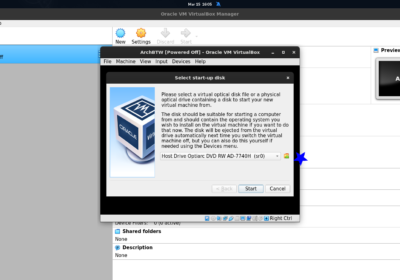 Mai 15 16:05
Oracle VM VirtualBox Manager
New
Settings
Discard
Start
Preview
ArchBTW [Powered Off] - Oracle VM VirtualBox
File Machine View Input Devices Help
Select start-up disk
Please select a virtual optical disk file or a physical
optical drive containing a disk to start your new
virtual machine from.
The disk should be suitable for starting a computer
from and should contain the operating system you
wish to install on the virtual machine if you want to do
that now. The disk will be ejected from the virtual
drive automatically next time you switch the virtual
machine off, but you can also do this yourself if
needed using the Devices menu.
Host Drive Optiarc DVD RW AD-7740H (sr0)
< Back
Start
Cancel
Right Ctrl
Device Filters: 0 (0 active)
Shared folders
None
Description
None